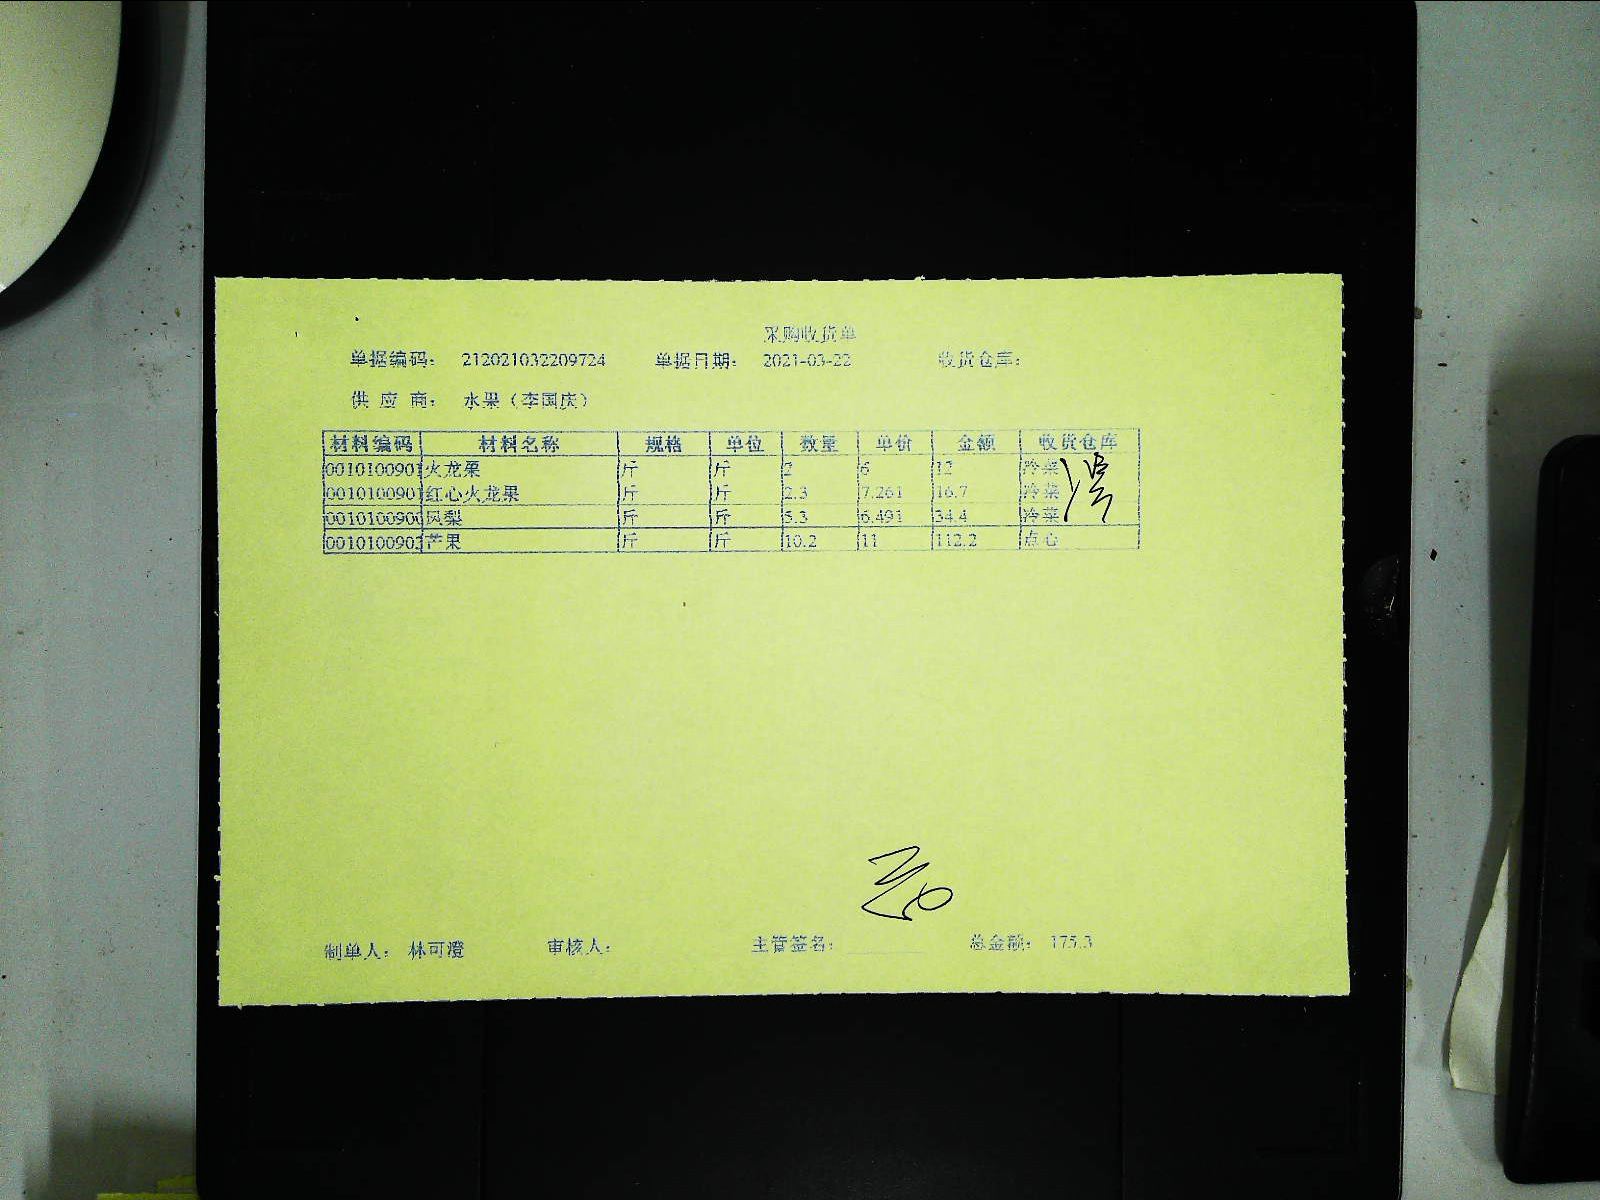 采购收货单
单据编码： 212021032209724 单据日期： 2021-03-22 收货仓库：
供 应 商： 水果（李国庆）
材料编码 材料名称 规格 单位 数量 单价 金额 收货仓库
0010100901 火龙果 斤 斤 2 6 12 冷菜
0010100901 红心火龙果 斤 斤 2.3 7.261 16.7 冷菜
0010100900 凤梨 斤 斤 5.3 6.491 34.4 冷菜
001010090 芒果 斤 斤 10.2 11 112.2 点心
制单人： 林可澄 审核人： 主管签名： 总金额： 175.3